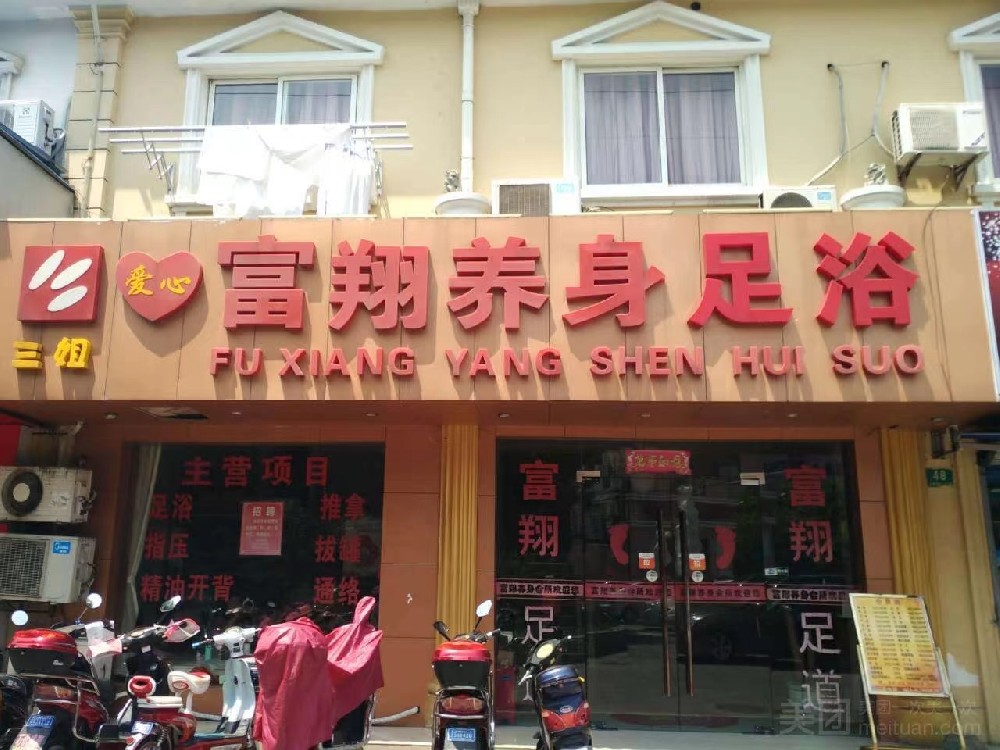 爱心
富翔养身足浴
三姐
FU XIANG YANG SHEN HUI SUO
主营项目
足浴
推拿
指压
拔罐
精油开背
通络
招聘
富翔足
富翔足道
48
美团
meituan.com